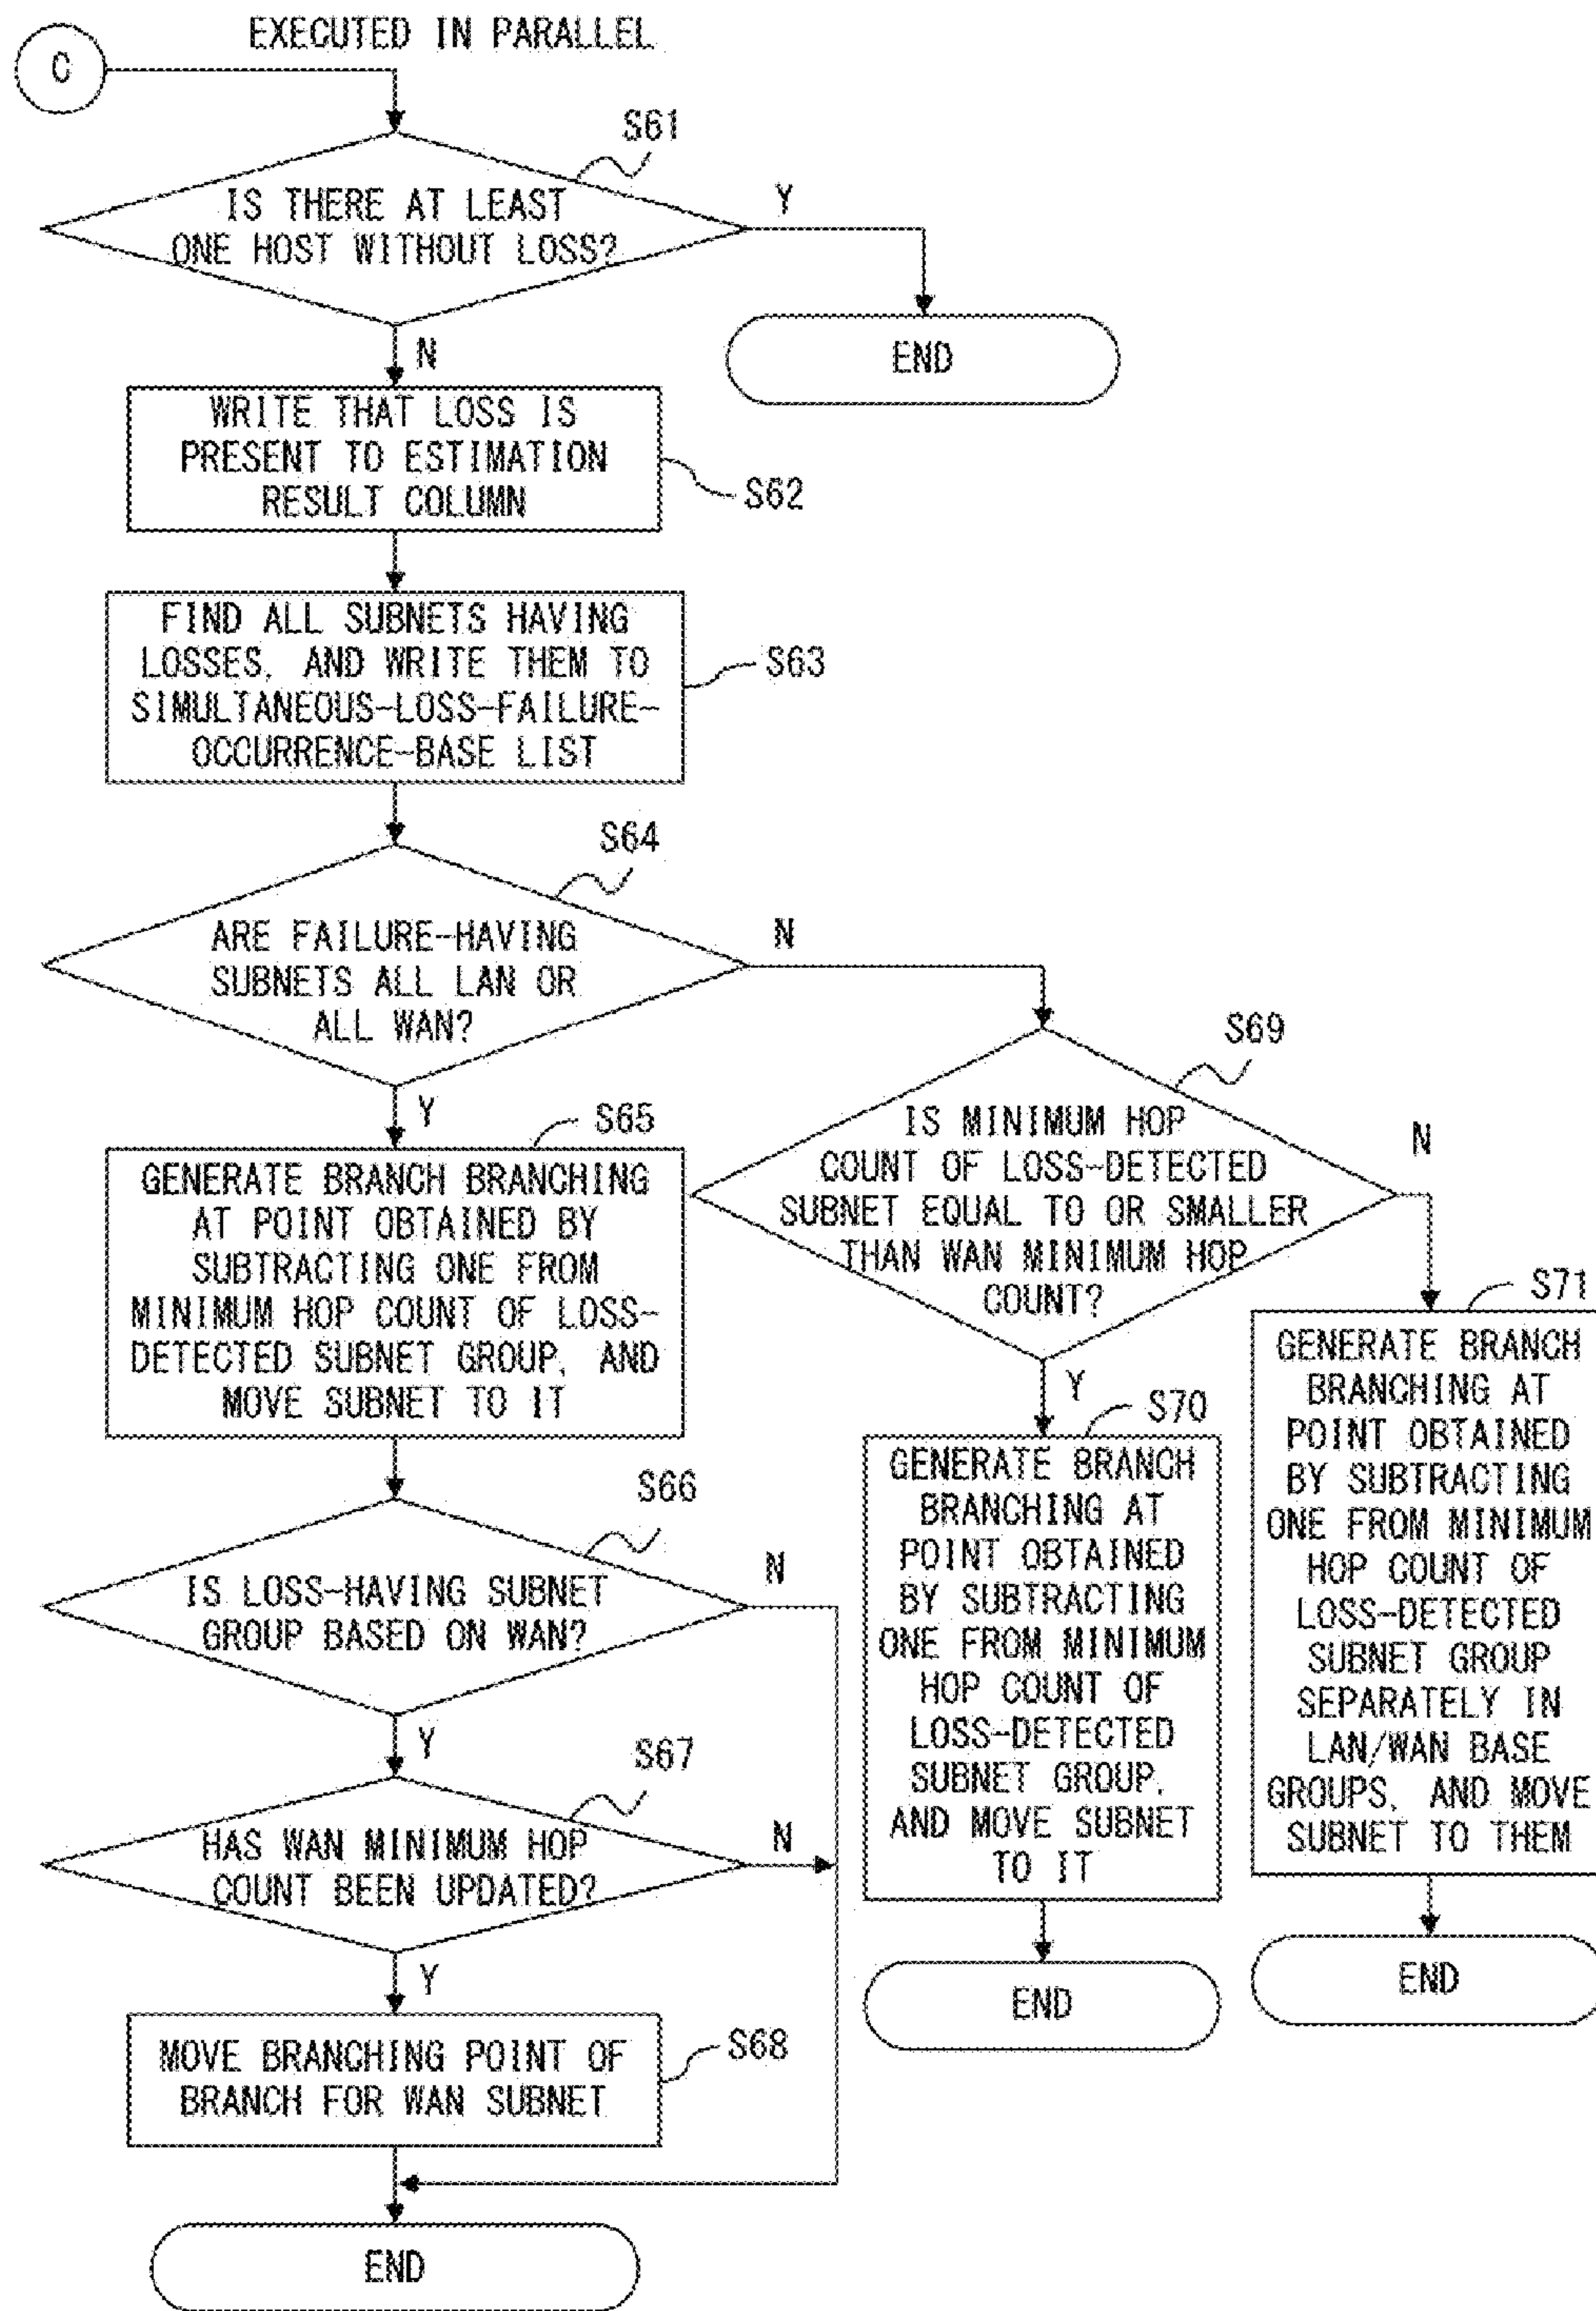 C
EXECUTED IN PARALLEL
S61
IS THERE AT LEAST
ONE HOST WITHOUT LOSS?
Y
END
N
WRITE THAT LOSS IS
PRESENT TO ESTIMATION
RESULT COLUMN
S62
FIND ALL SUBNETS HAVING
LOSSES, AND WRITE THEM TO
SIMULTANEOUS-LOSS-FAILURE-
OCCURRENCE-BASE LIST
S63
S64
ARE FAILURE-HAVING
SUBNETS ALL LAN OR
ALL WAN?
N
Y
S65
GENERATE BRANCH BRANCHING
AT POINT OBTAINED BY
SUBTRACTING ONE FROM
MINIMUM HOP COUNT OF LOSS-
DETECTED SUBNET GROUP, AND
MOVE SUBNET TO IT
S66
IS LOSS-HAVING SUBNET
GROUP BASED ON WAN?
N
Y
S67
HAS WAN MINIMUM HOP
COUNT BEEN UPDATED?
N
Y
MOVE BRANCHING POINT OF
BRANCH FOR WAN SUBNET
S68
END
S69
IS MINIMUM HOP
COUNT OF LOSS-DETECTED
SUBNET EQUAL TO OR SMALLER
THAN WAN MINIMUM HOP
COUNT?
N
Y
S70
GENERATE BRANCH
BRANCHING AT
POINT OBTAINED
BY SUBTRACTING
ONE FROM MINIMUM
HOP COUNT OF
LOSS-DETECTED
SUBNET GROUP,
AND MOVE SUBNET
TO IT
END
S71
GENERATE BRANCH
BRANCHING AT
POINT OBTAINED
BY SUBTRACTING
ONE FROM MINIMUM
HOP COUNT OF
LOSS-DETECTED
SUBNET GROUP
SEPARATELY IN
LAN/WAN BASE
GROUPS, AND MOVE
SUBNET TO THEM
END